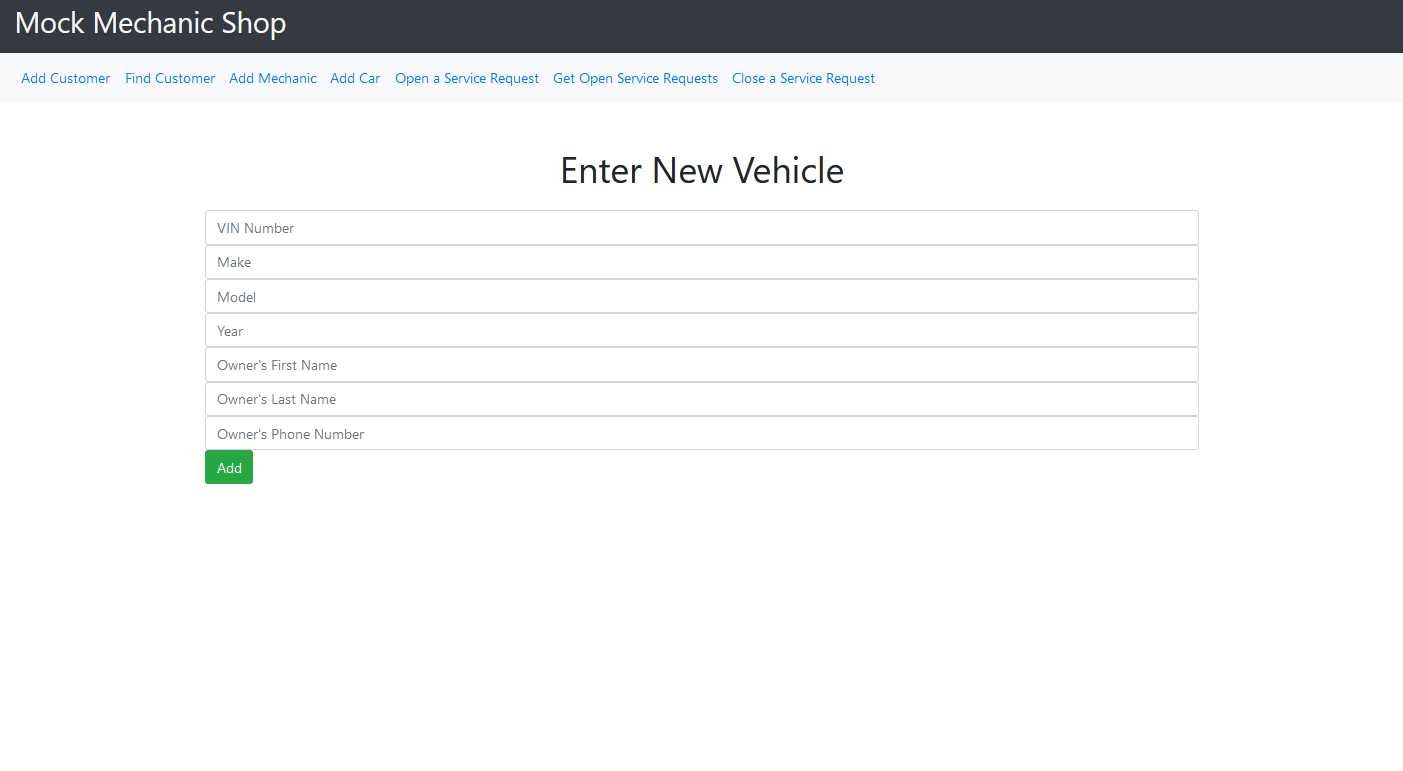 Mock Mechanic Shop
Add Customer Find Customer Add Mechanic Add Car Open a Service Request Get Open Service Requests Close a Service Request
Enter New Vehicle
VIN Number
Make
Model
Year
Owner's First Name
Owner's Last Name
Owner's Phone Number
Add